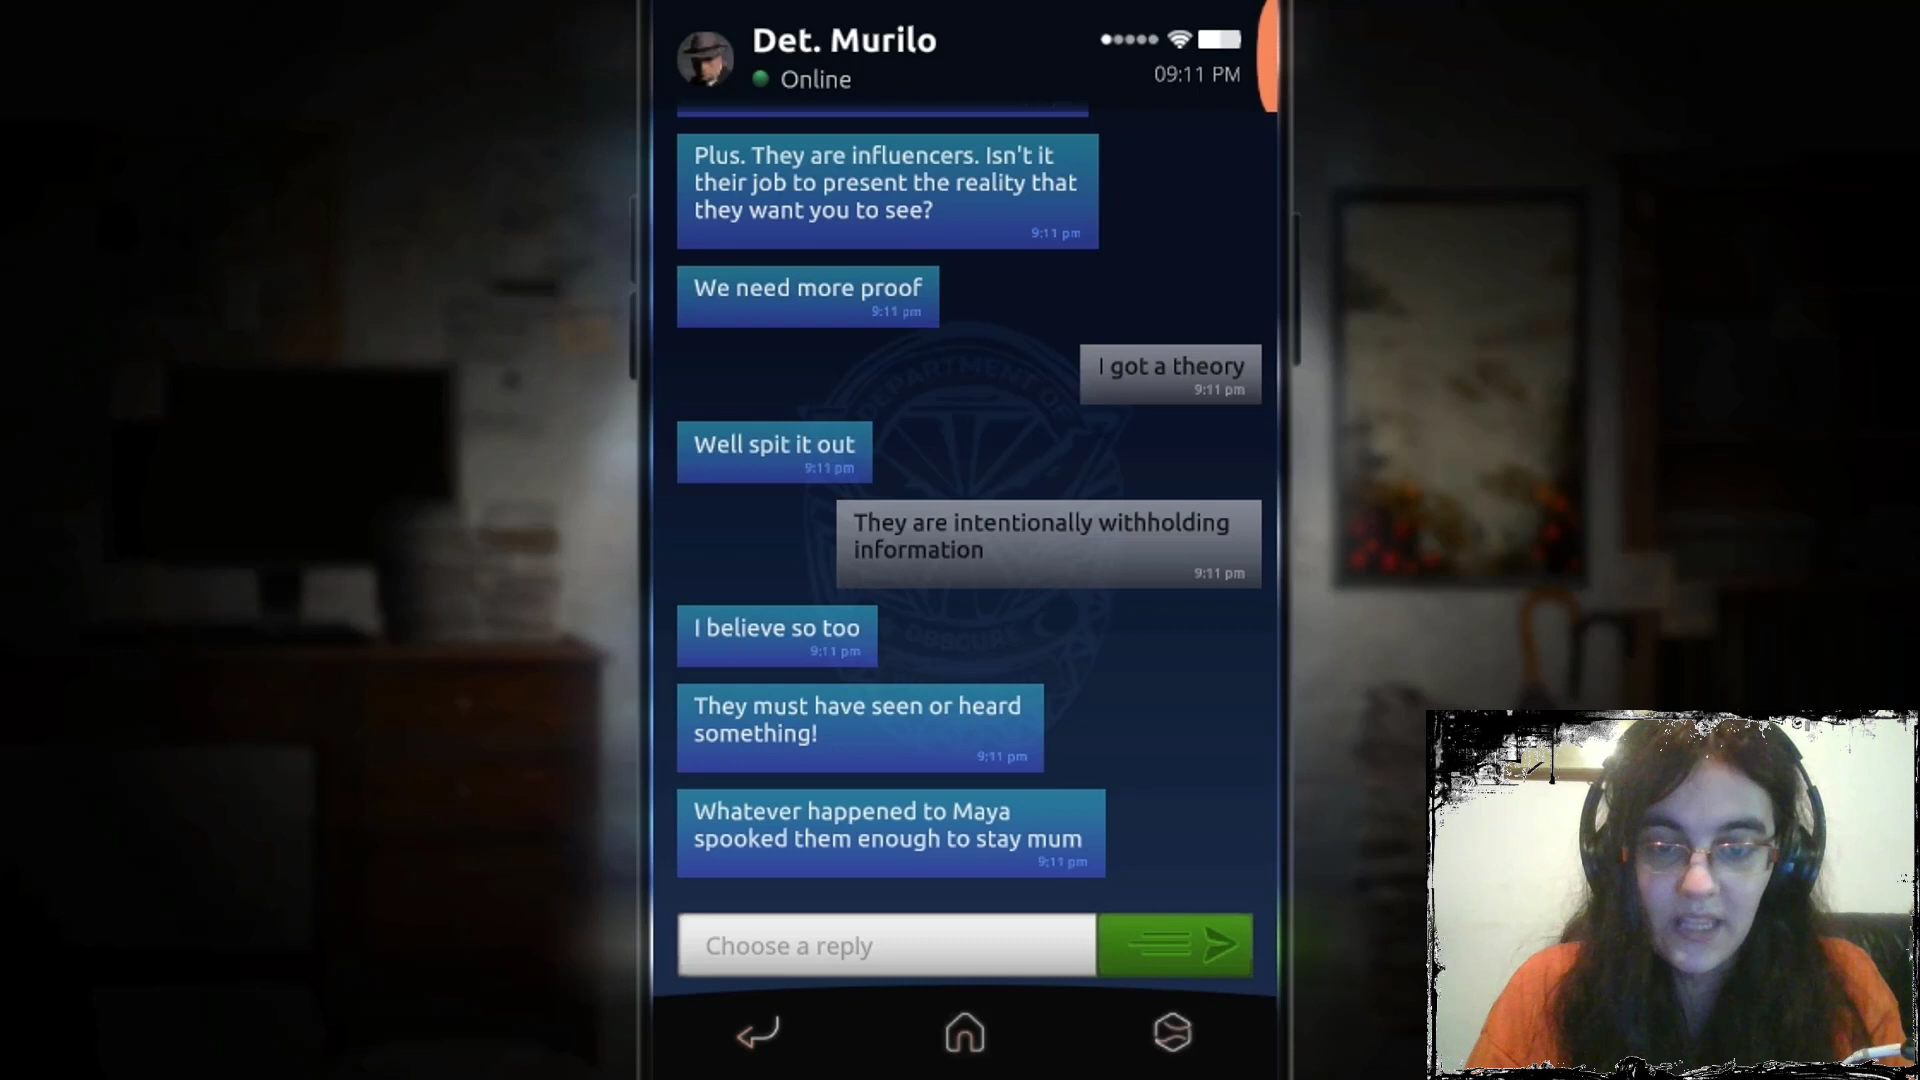 Det. Murilo
Online
09:11 PM
Plus. They are influencers. Isn't it
their job to present the reality that
they want you to see?
9:11 pm
We need more proof
9:11 pm
I got a theory
9:11 pm
Well spit it out
9:11 pm
They are intentionally withholding
information
9:11 pm
I believe so too
9:11 pm
They must have seen or heard
something!
9:11 pm
Whatever happened to Maya
spooked them enough to stay mum
9:11 pm
DEPARTMENT OF
OBSCURE
Choose a reply